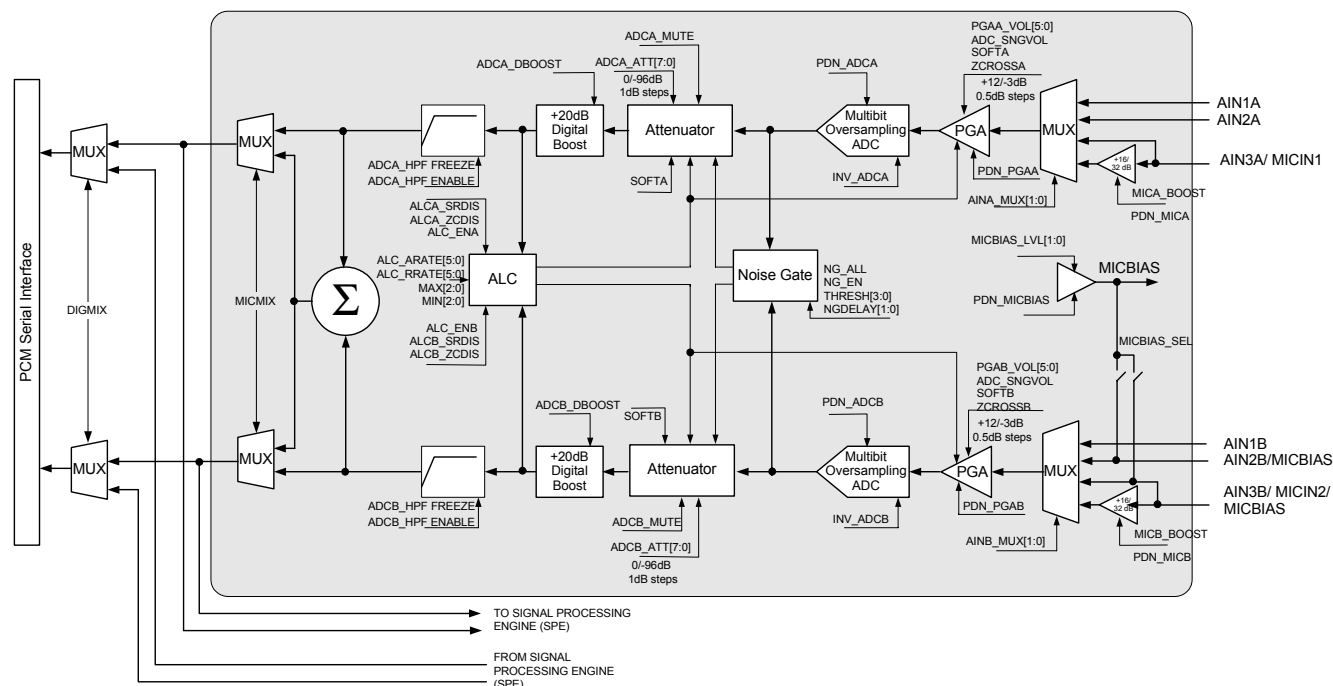 PCM Serial Interface
MUX
MUX
DIGMIX
MUX
MUX
MICMIX
Σ
ADCA_HPF FREEZE
ADCA_HPF ENABLE
ADCA_DBOOST
+20dB
Digital
Boost
ADCA_MUTE
ADCA_ATT[7:0]
0/-96dB
1dB steps
Attenuator
SOFTA
PDN_ADCA
Multibit
Oversampling
ADC
INV_ADCA
PGAA_VOL[5:0]
ADC_SNGVOL
SOFTA
ZCROSSA
+12/-3dB
0.5dB steps
PGA
PDN_PGAA
MUX
AINA_MUX[1:0]
+16/
32 dB
MICA_BOOST
PDN_MICA
AIN1A
AIN2A
AIN3A/ MICIN1
ALCA_SRDIS
ALCA_ZCDIS
ALC_ENA
ALC_ARATE[5:0]
ALC_RRATE[5:0]
MAX[2:0]
MIN[2:0]
ALC
ALC_ENB
ALCB_SRDIS
ALCB_ZCDIS
Noise Gate
NG_ALL
NG_EN
THRESH[3:0]
NGDELAY[1:0]
MICBIAS_LVL[1:0]
MICBIAS
PDN_MICBIAS
MICBIAS_SEL
ADCB_HPF FREEZE
ADCB_HPF ENABLE
ADCB_DBOOST
+20dB
Digital
Boost
SOFTB
Attenuator
ADCB_MUTE
ADCB_ATT[7:0]
0/-96dB
1dB steps
PDN_ADCB
Multibit
Oversampling
ADC
INV_ADCB
PGAB_VOL[5:0]
ADC_SNGVOL
SOFTB
ZCROSSB
+12/-3dB
0.5dB steps
PGA
PDN_PGAB
MUX
AINB_MUX[1:0]
+16/
32 dB
MICB_BOOST
PDN_MICB
AIN1B
AIN2B/MICBIAS
AIN3B/ MICIN2/
MICBIAS
TO SIGNAL PROCESSING
ENGINE (SPE)
FROM SIGNAL
PROCESSING ENGINE
(SPE)